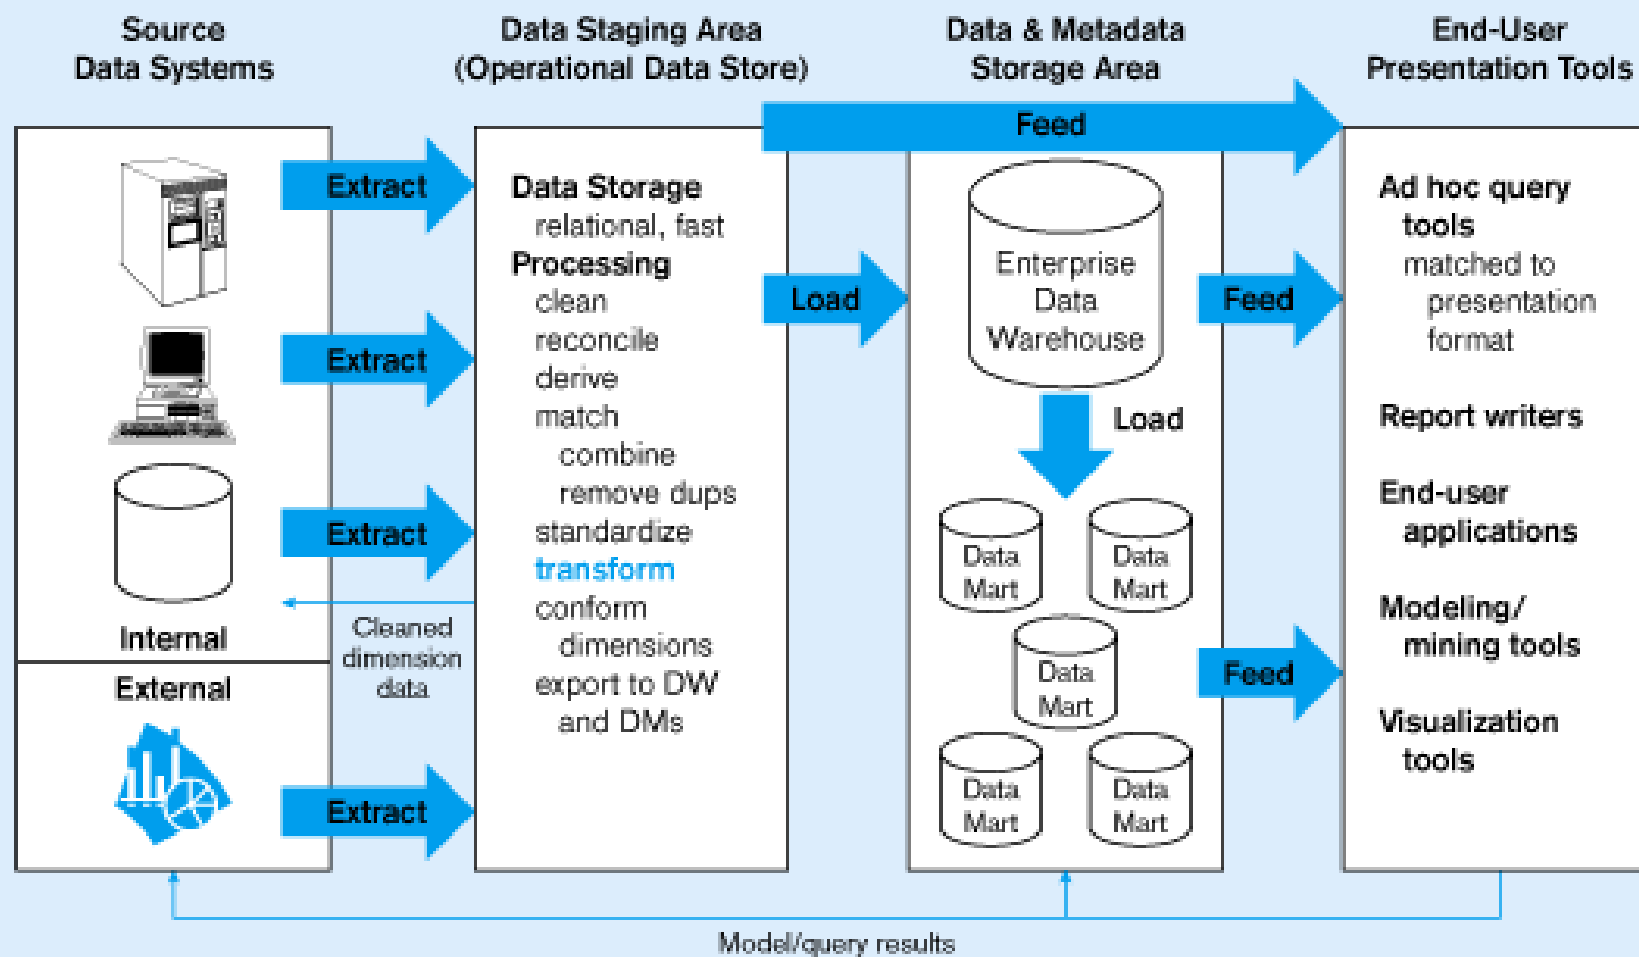 Source
Data Systems
Data Staging Area
(Operational Data Store)
Data & Metadata
Storage Area
End-User
Presentation Tools
Extract
Extract
Extract
Internal
Cleaned
dimension
data
External
Extract
Data Storage
relational, fast
Processing
clean
reconcile
derive
match
combine
remove dups
standardize
transform
conform
dimensions
export to DW
and DMs
Feed
Load
Enterprise
Data
Warehouse
Load
Data
Mart
Data
Mart
Data
Mart
Data
Mart
Data
Mart
Feed
Feed
Ad hoc query
tools
matched to
presentation
format
Report writers
End-user
applications
Modeling/
mining tools
Visualization
tools
Model/query results